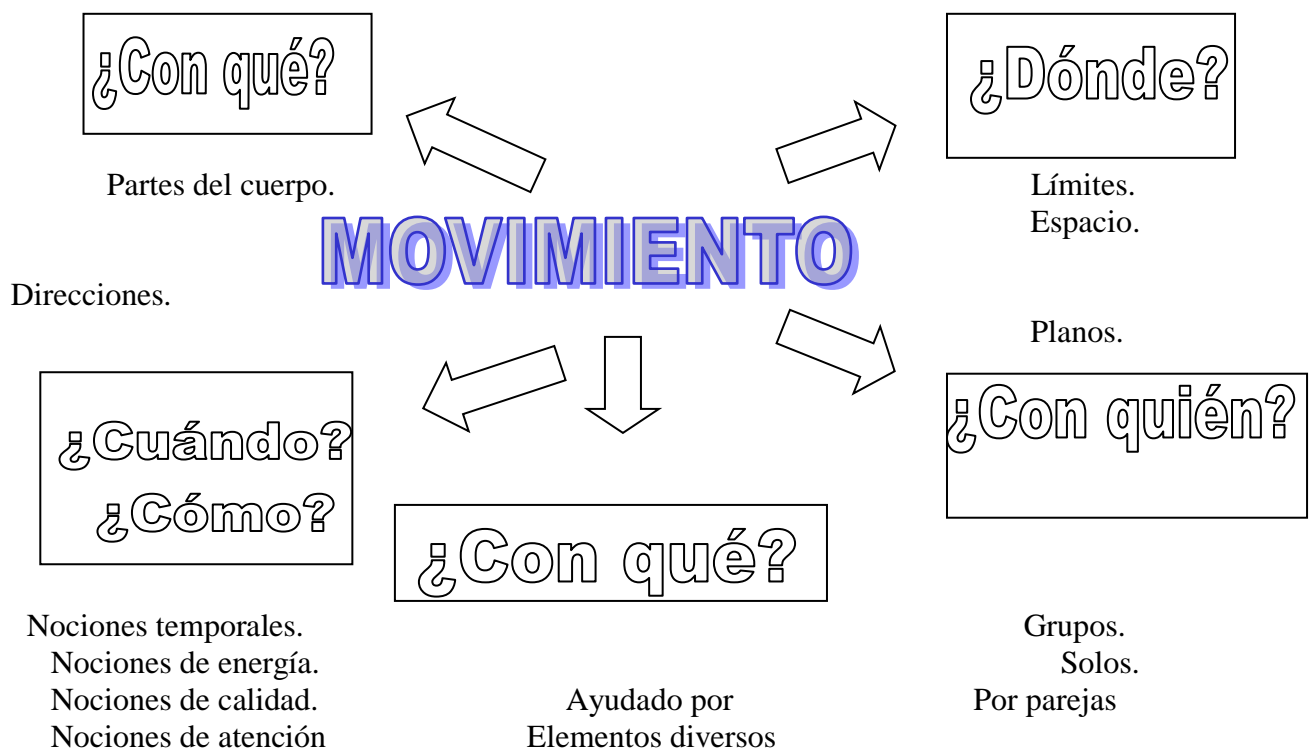 ¿Con qué?
¿Dónde?
Partes del cuerpo.
Límites.
Espacio.
MOVIMIENTO
Direcciones.
Planos.
¿Con quién?
¿Cuándo?
¿Cómo?
¿Con qué?
Nociones temporales.
Nociones de energía.
Nociones de calidad.
Nociones de atención
Ayudado por
Elementos diversos
Grupos.
Solos.
Por parejas